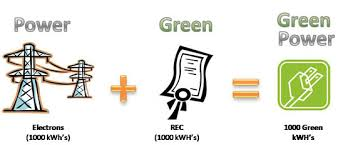 Power
Green
Green
Power
Electrons
(1000 kWh's)
REC
(1000 kWH's)
1000 Green
kWH's